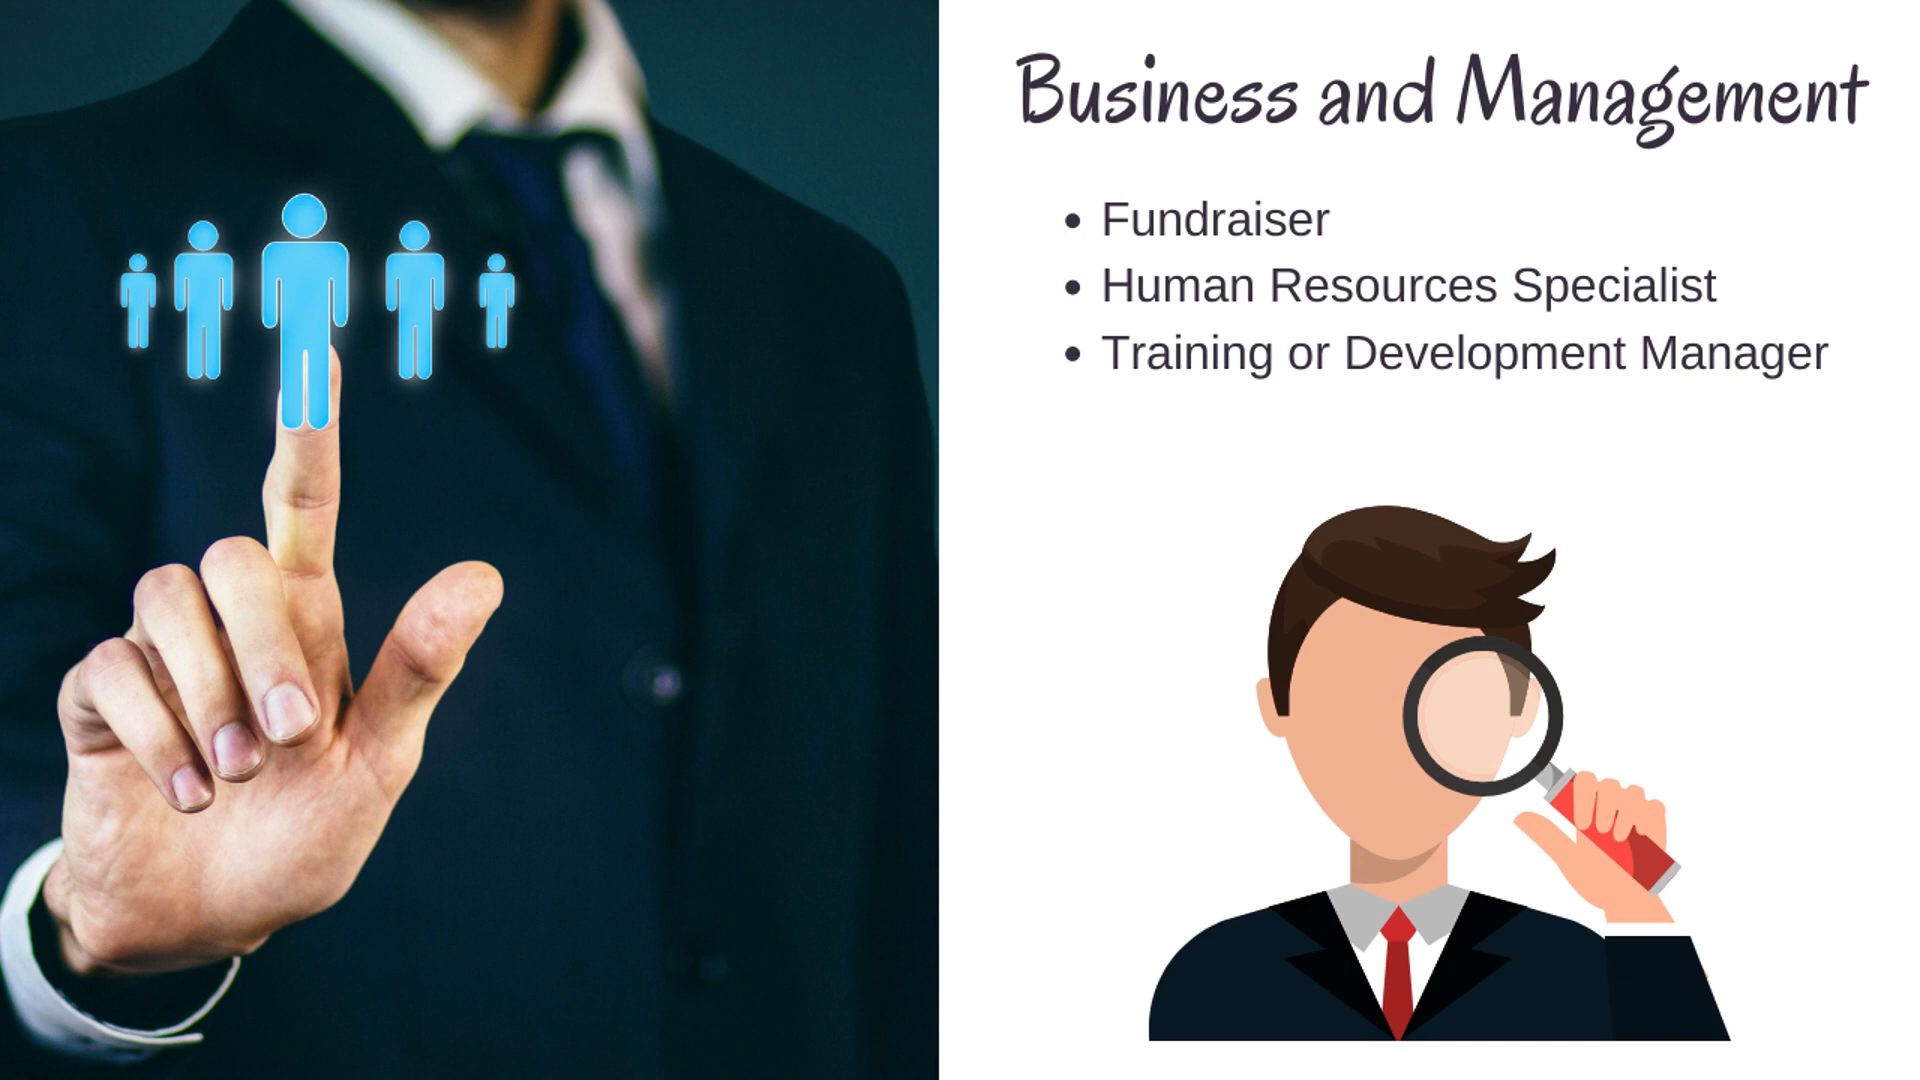 Business and Management
Fundraiser
Human Resources Specialist
Training or Development Manager